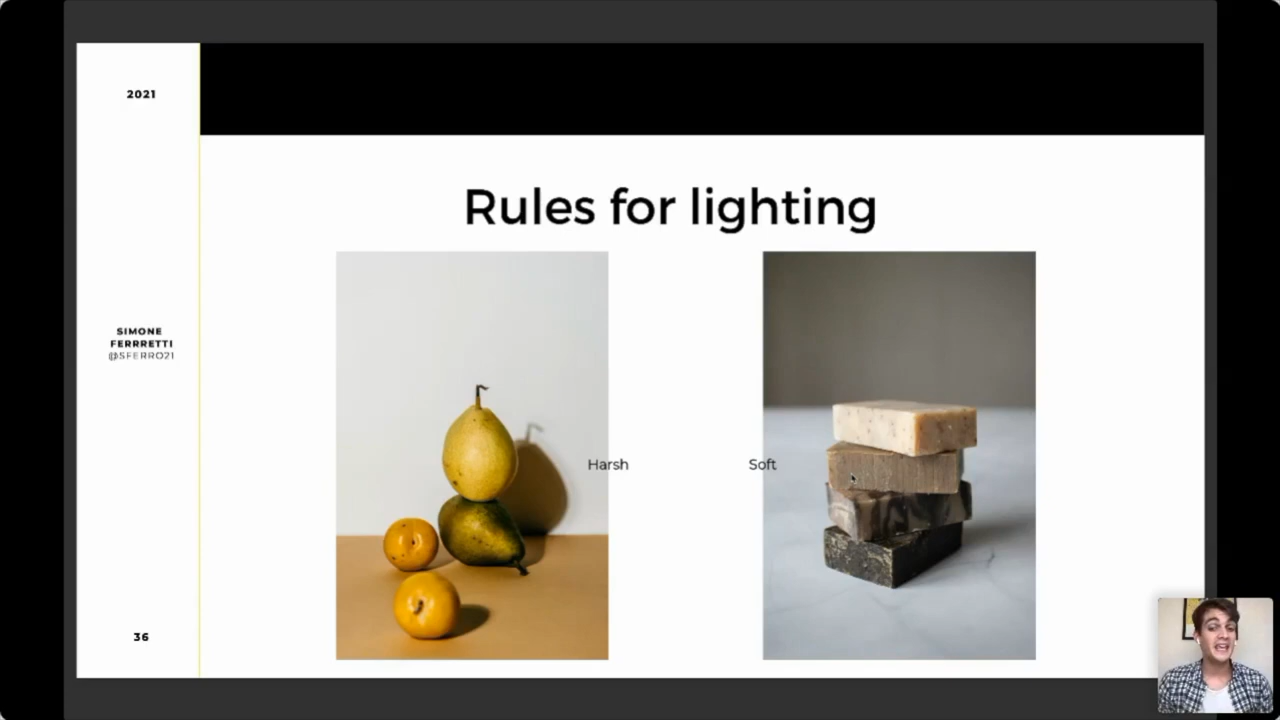 2021
Rules for lighting
SIMONE
FERRRETTI
@SFERRO21
Harsh
Soft
36